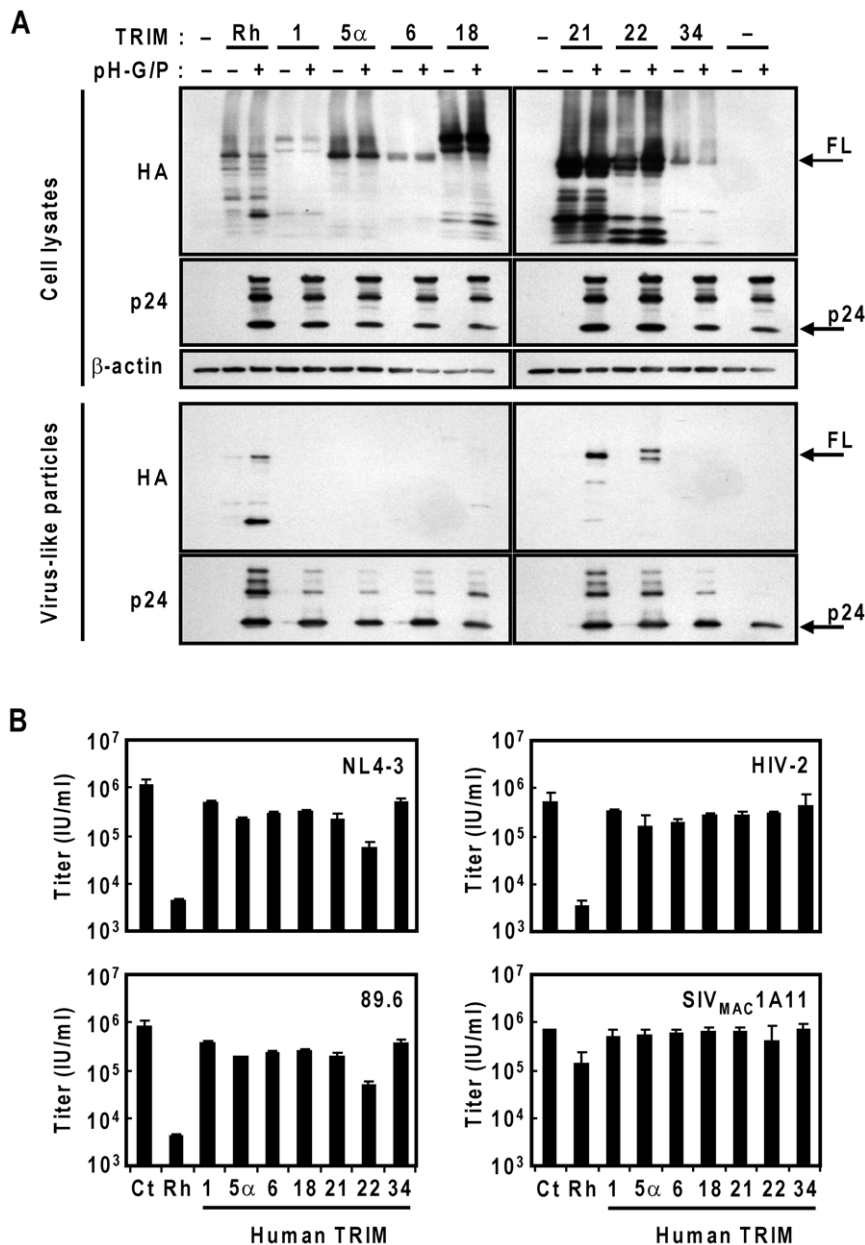 A
TRIM : – Rh 1 5α 6 18 – 21 22 34 –
pH-G/P : – – + – + – + – + – + – – + – + – + – +
Cell lysates
HA
FL
p24
p24
β-actin
Virus-like particles
HA
FL
p24
p24
B
10⁷
10⁶
10⁵
10⁴
10³
Titer (IU/ml)
NL4-3
10⁷
10⁶
10⁵
10⁴
10³
Titer (IU/ml)
HIV-2
10⁷
10⁶
10⁵
10⁴
10³
Titer (IU/ml)
89.6
Ct Rh 1 5α 6 18 21 22 34
Human TRIM
10⁷
10⁶
10⁵
10⁴
10³
Titer (IU/ml)
SIV_MAC1A11
Ct Rh 1 5α 6 18 21 22 34
Human TRIM